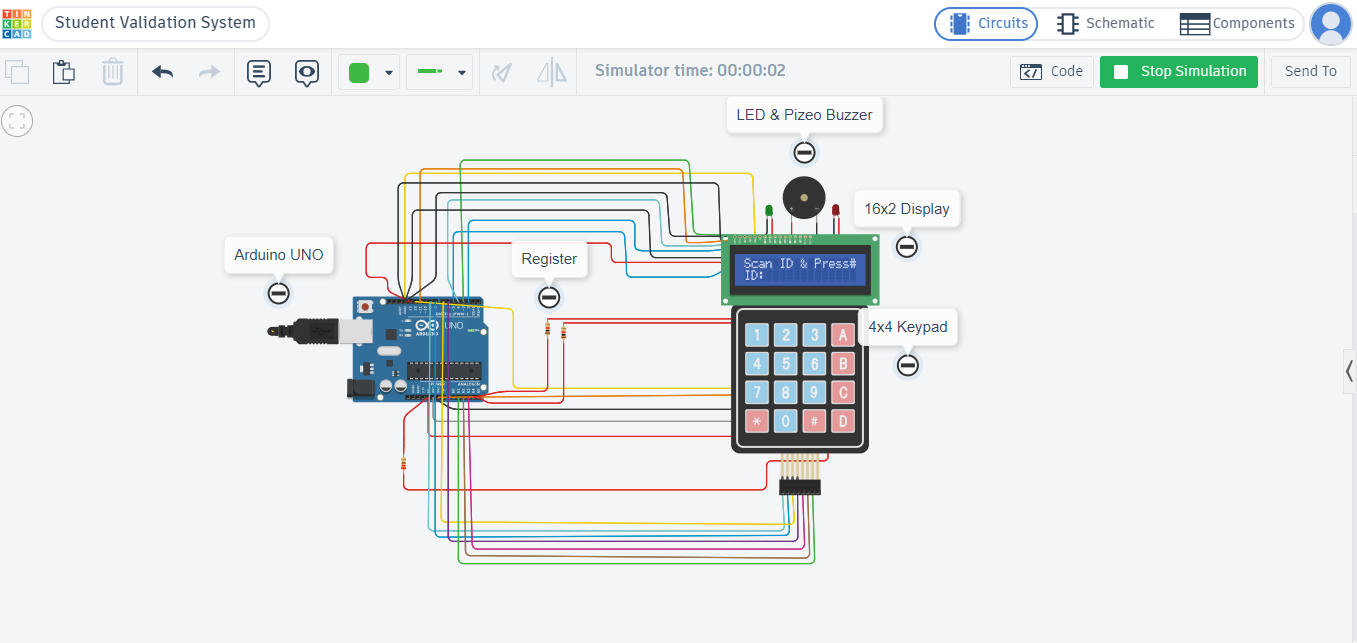 TIN
KER
CAD
Student Validation System
Circuits
Schematic
Components
Simulator time: 00:00:02
Code
Stop Simulation
Send To
LED & Pizeo Buzzer
16x2 Display
Arduino UNO
Register
Scan ID & Press#
ID:
4x4 Keypad
UNO
ARDUINO
1 2 3 A
4 5 6 B
7 8 9 C
* 0 # D